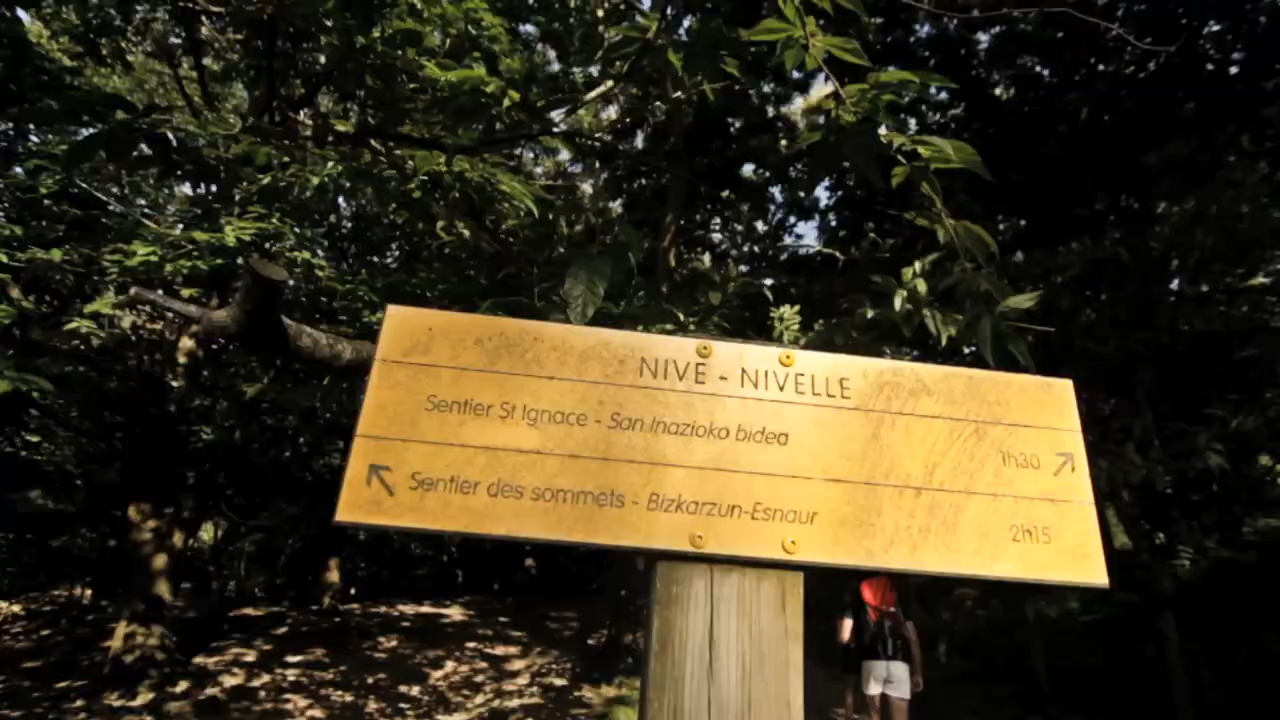 NIVE - NIVELLE
Sentier St Ignace - San Inazioko bidea 1h30
Sentier des sommets - Bizkarzun-Esnaur 2h15